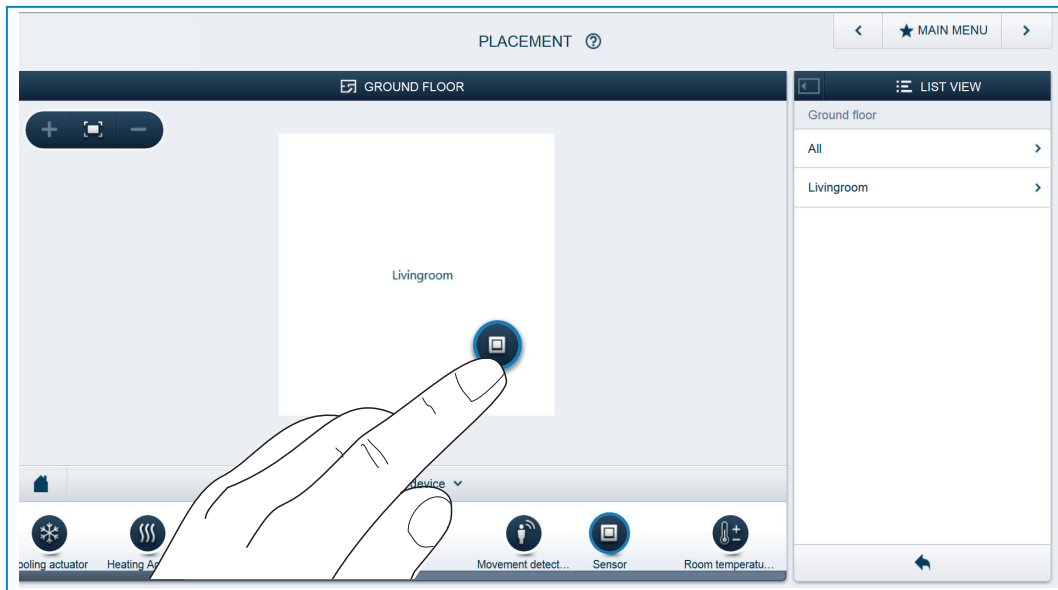 PLACEMENT ?
MAIN MENU
GROUND FLOOR
LIST VIEW
Ground floor
All
Livingroom
Livingroom
device
ooling actuator
Heating Ac
Movement detect...
Sensor
Room temperatu...